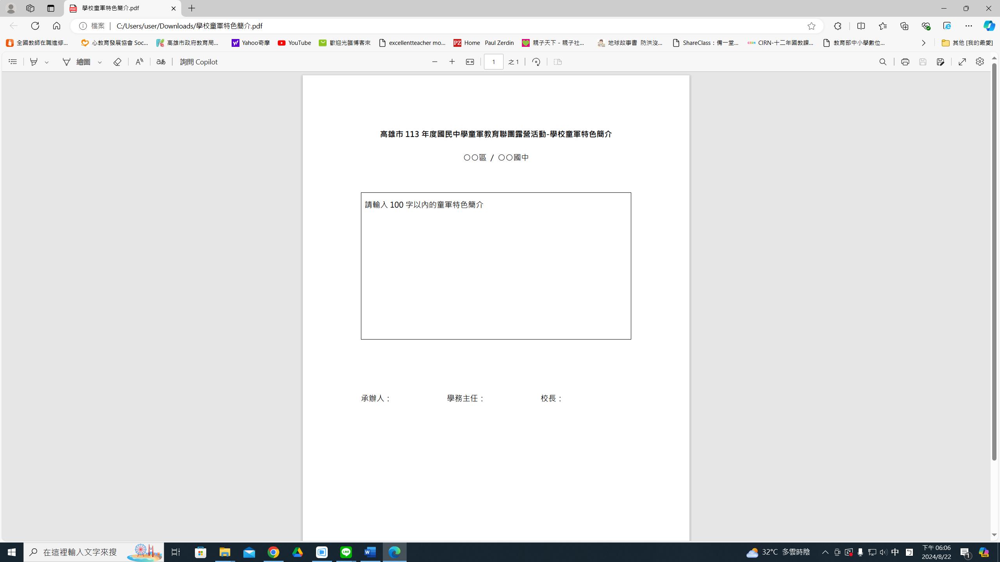 學校童軍特色簡介.pdf
檔案 C:/Users/user/Downloads/學校童軍特色簡介.pdf
全國教師在職進修... 心教育發展協會 Soc... 高雄市政府教育局... Yahoo奇摩 YouTube 歡迎光臨博客來 excellentteacher mo... PZ Home Paul Zerdin 親子天下 - 親子社... 地球故事書 防洪沒... ShareClass：備一堂... CIRN-十二年國教課... 教育部中小學數位... 其他 [我的最愛]
繪圖 aあ 詢問 Copilot 1 之 1
高雄市 113 年度國民中學童軍教育聯團露營活動-學校童軍特色簡介
〇〇區 / 〇〇國中
請輸入 100 字以內的童軍特色簡介
承辦人： 學務主任： 校長：
在這裡輸入文字來搜 32°C 多雲時陰 中 下午 06:06
2024/8/22 1